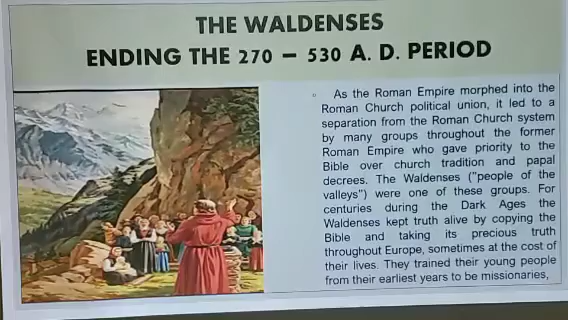 THE WALDENSES
ENDING THE 270 – 530 A. D. PERIOD
As the Roman Empire morphed into the
Roman Church political union, it led to a
separation from the Roman Church system
by many groups throughout the former
Roman Empire who gave priority to the
Bible over church tradition and papal
decrees. The Waldenses ("people of the
valleys") were one of these groups. For
centuries during the Dark Ages the
Waldenses kept truth alive by copying the
Bible and taking its precious truth
throughout Europe, sometimes at the cost of
their lives. They trained their young people
from their earliest years to be missionaries,